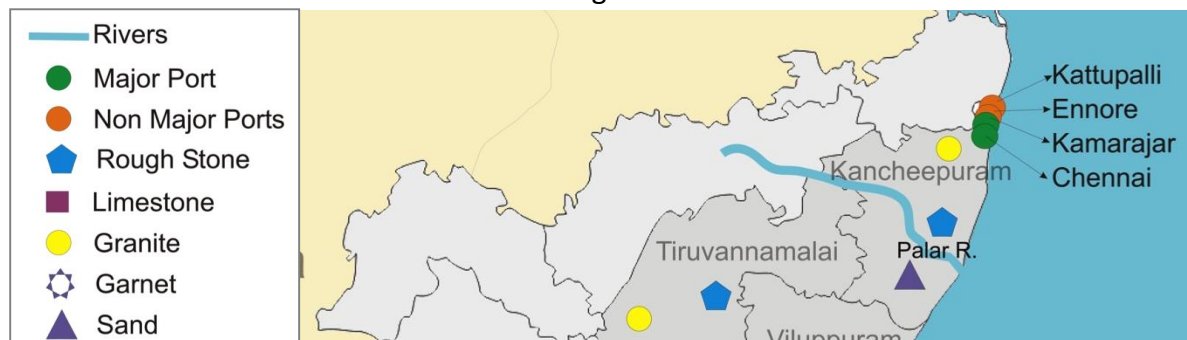 Rivers
Major Port
Non Major Ports
Rough Stone
Limestone
Granite
Garnet
Sand
Kattupalli
Ennore
Kamarajar
Chennai
Kancheepuram
Tiruvannamalai
Palar R.
Viluppuram